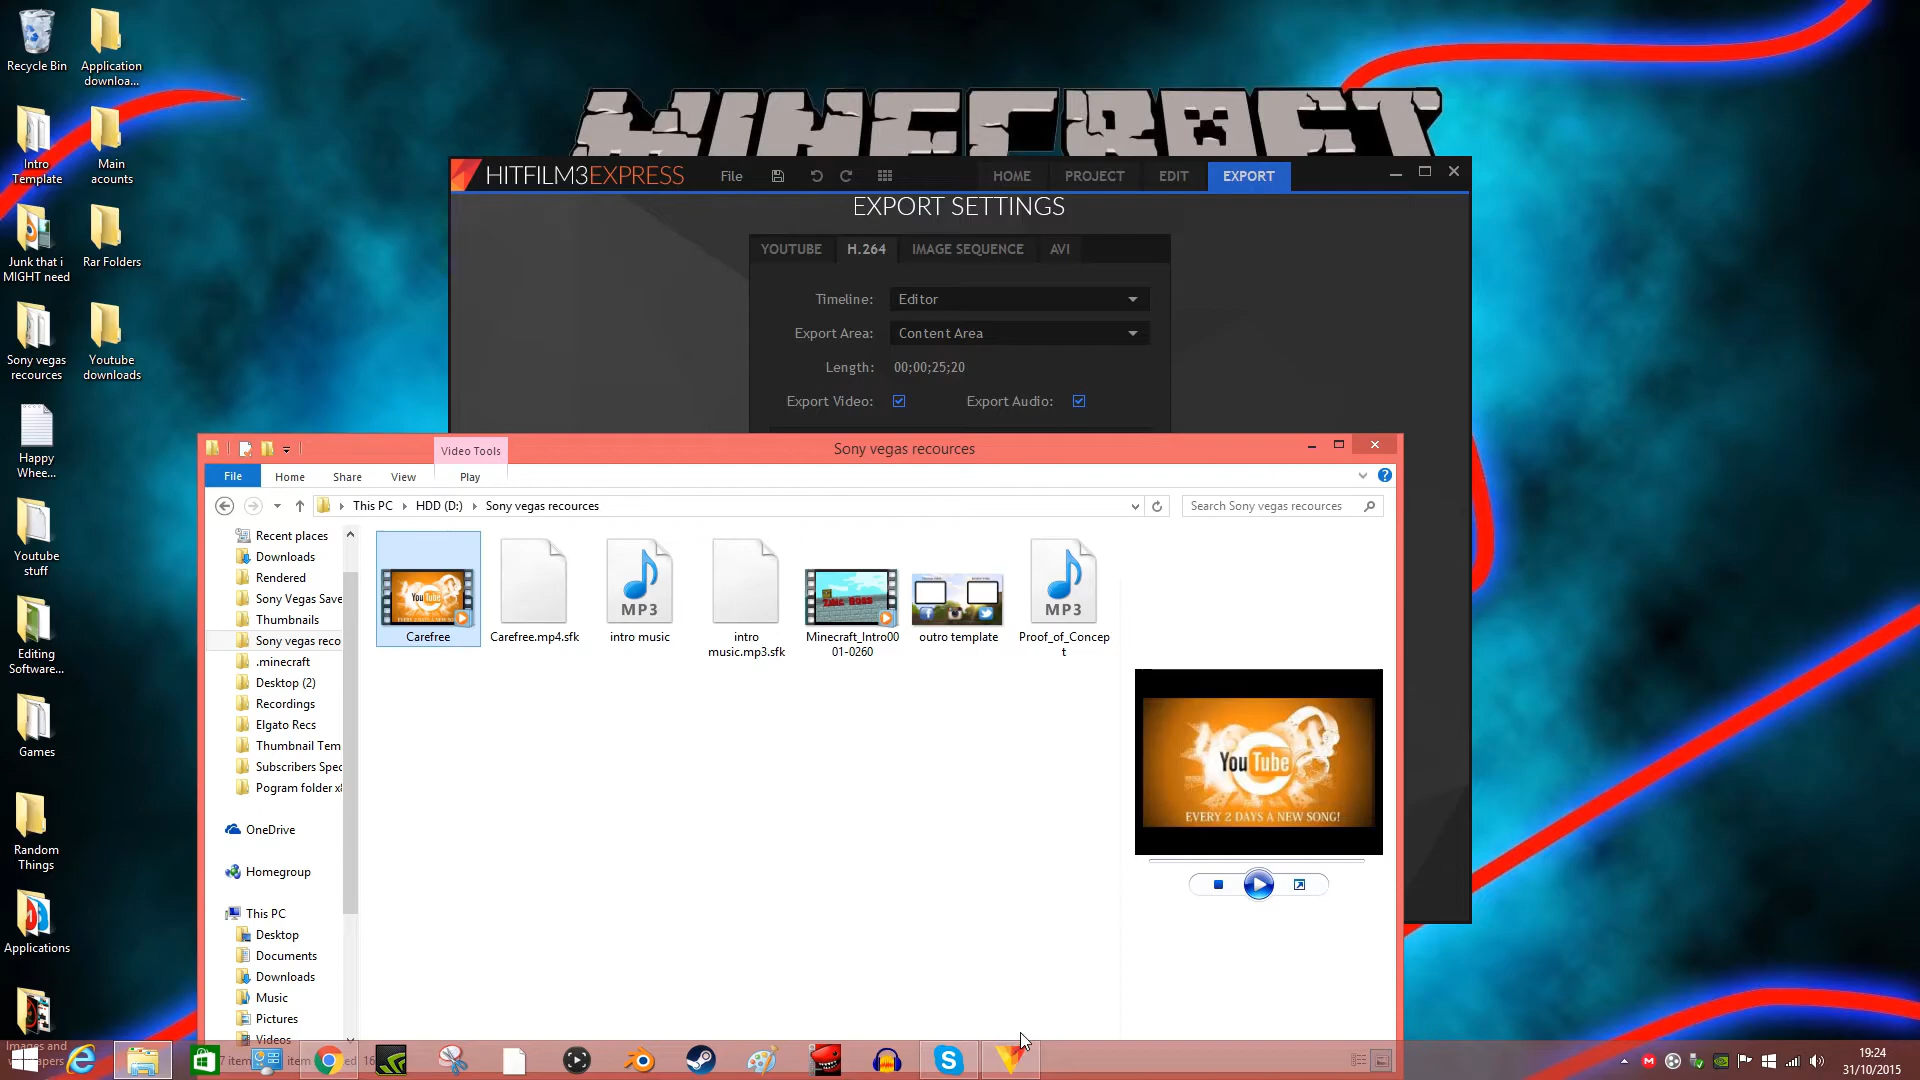 Recycle Bin
Application
downloa...
Intro
Template
Main
acounts
Junk that i
MIGHT need
Rar Folders
Sony vegas
recources
Youtube
downloads
Happy
Whee...
Youtube
stuff
Editing
Software...
Games
Random
Things
Applications
Images and
MINECRAFT
HITFILM3EXPRESS
File
HOME
PROJECT
EDIT
EXPORT
EXPORT SETTINGS
YOUTUBE
H.264
IMAGE SEQUENCE
AVI
Timeline:
Editor
Export Area:
Content Area
Length:
00;00;25;20
Export Video:
Export Audio:
Video Tools
Sony vegas recources
File
Home
Share
View
Play
This PC
HDD (D:)
Sony vegas recources
Search Sony vegas recources
Recent places
Downloads
Rendered
Sony Vegas Save
Thumbnails
Sony vegas reco
.minecraft
Desktop (2)
Recordings
Elgato Recs
Thumbnail Tem
Subscribers Spec
Pogram folder x
OneDrive
Homegroup
This PC
Desktop
Documents
Downloads
Music
Pictures
Videos
Carefree
Carefree.mp4.sfk
MP3
intro music
intro
music.mp3.sfk
Minecraft_Intro00
01-0260
outro template
MP3
Proof_of_Concep
t
YouTube
EVERY 2 DAYS A NEW SONG!
7 item
19:24
31/10/2015